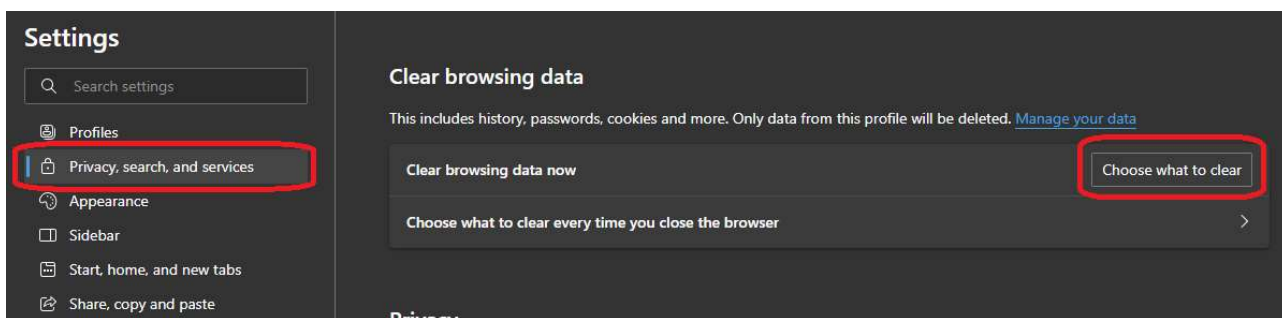 Settings
Search settings
Profiles
Privacy, search, and services
Appearance
Sidebar
Start, home, and new tabs
Share, copy and paste
Clear browsing data
This includes history, passwords, cookies and more. Only data from this profile will be deleted. Manage your data
Clear browsing data now
Choose what to clear
Choose what to clear every time you close the browser
Privacy